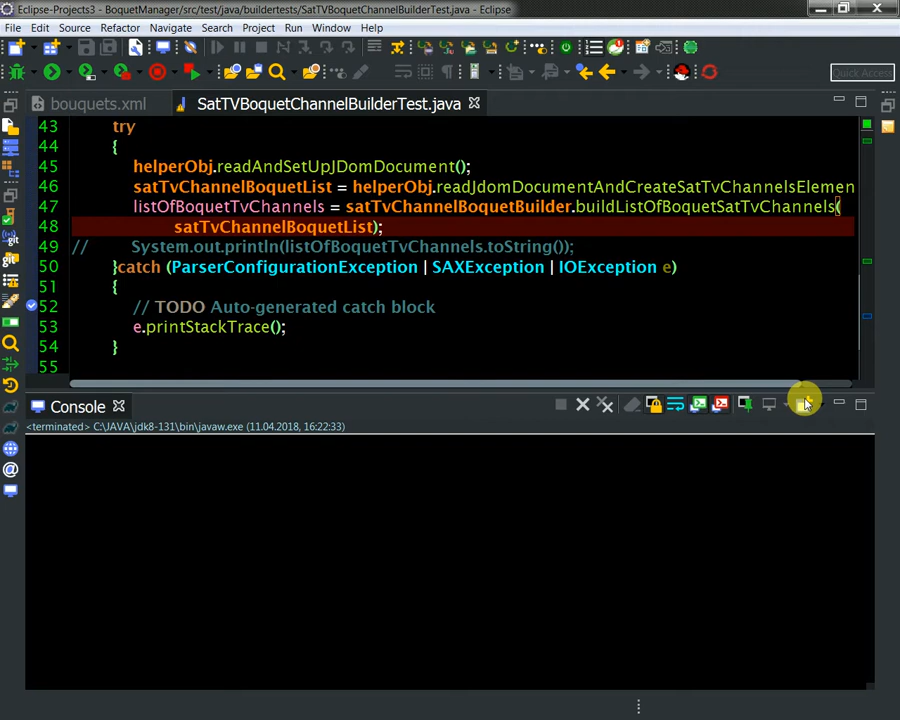 Eclipse-Projects3 - BoquetManager/src/test/java/buildertests/SatTVBoquetChannelBuilderTest.java - Eclipse
File Edit Source Refactor Navigate Search Project Run Window Help
Quick Access
bouquets.xml SatTVBoquetChannelBuilderTest.java
43 try
44 {
45 helperObj.readAndSetUpJDomDocument();
46 satTvChannelBoquetList = helperObj.readJdomDocumentAndCreateSatTvChannelsElemen
47 listOfBoquetTVChannels = satTvChannelBoquetBuilder.buildListOfBoquetSatTvChannels(
48 satTvChannelBoquetList);
49 // System.out.println(listOfBoquetTvChannels.toString());
50 }catch (ParserConfigurationException | SAXException | IOException e)
51 {
52 // TODO Auto-generated catch block
53 e.printStackTrace();
54 }
55
Console
<terminated> C:\JAVA\jdk8-131\bin\javaw.exe (11.04.2018, 16:22:33)